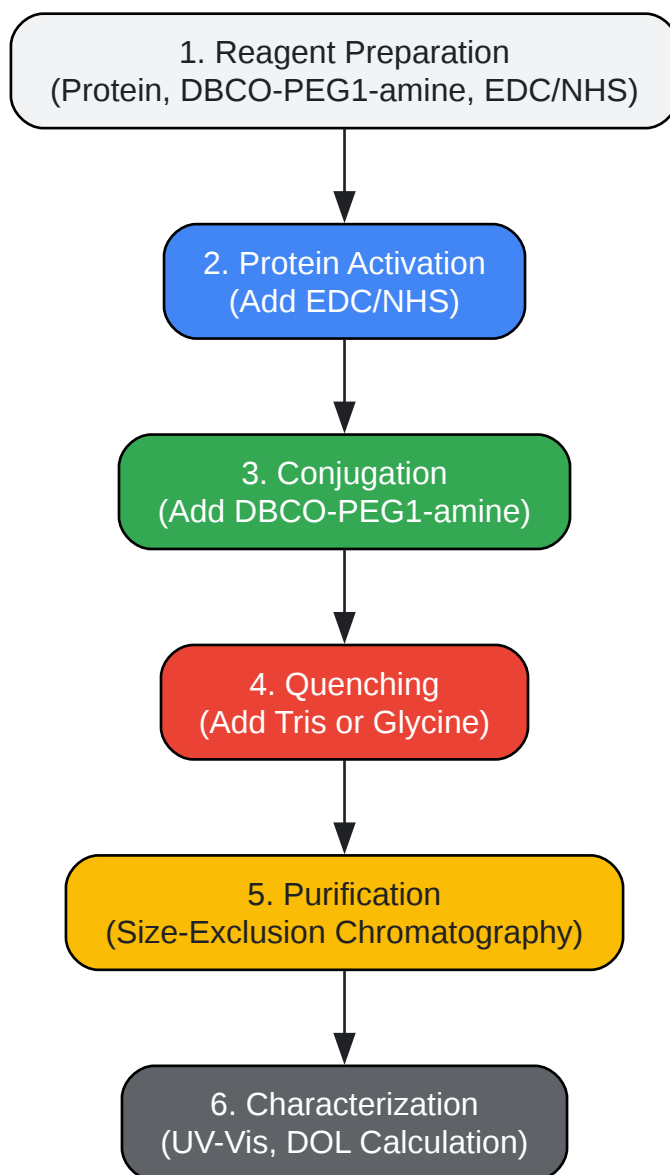 1. Reagent Preparation
(Protein, DBCO-PEG1-amine, EDC/NHS)
2. Protein Activation
(Add EDC/NHS)
3. Conjugation
(Add DBCO-PEG1-amine)
4. Quenching
(Add Tris or Glycine)
5. Purification
(Size-Exclusion Chromatography)
6. Characterization
(UV-Vis, DOL Calculation)